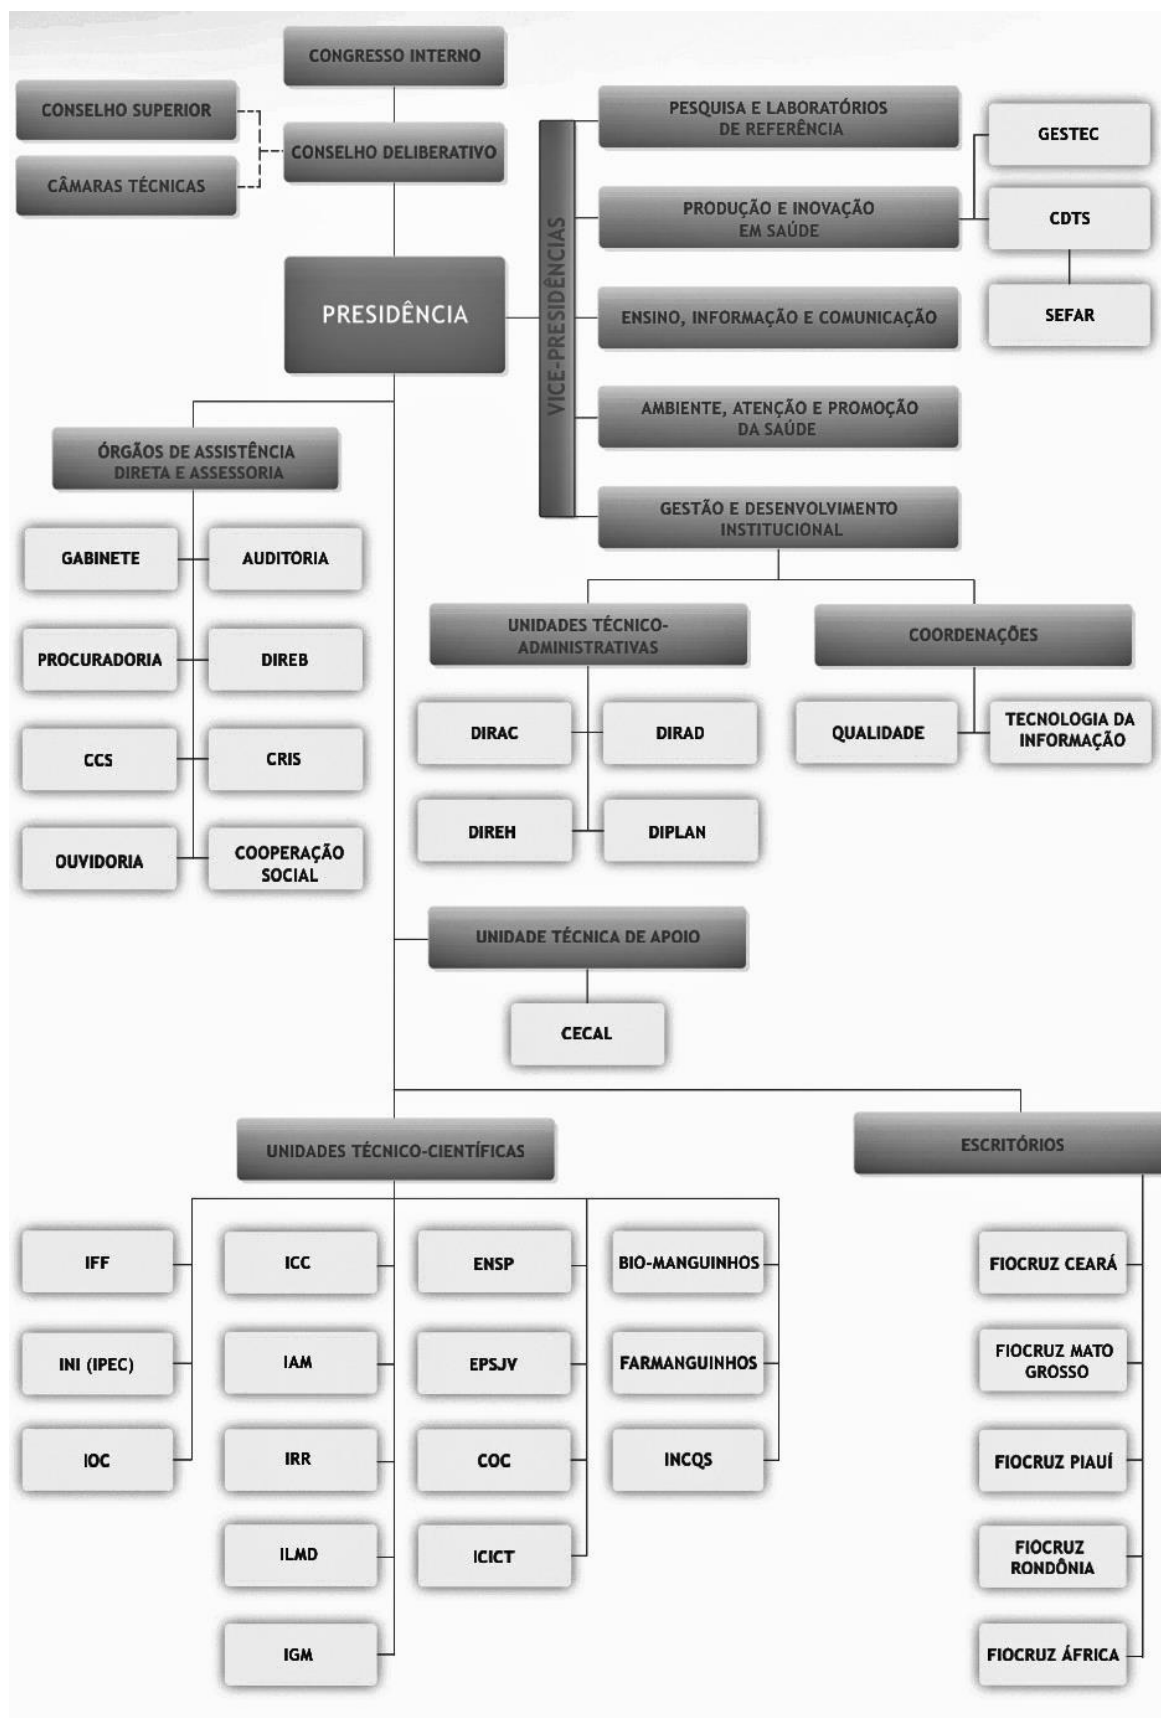 CONGRESSO INTERNO
CONSELHO SUPERIOR
CÂMARAS TÉCNICAS
CONSELHO DELIBERATIVO
PRESIDÊNCIA
VICE-PRESIDÊNCIAS
PESQUISA E LABORATÓRIOS
DE REFERÊNCIA
PRODUÇÃO E INOVAÇÃO
EM SAÚDE
GESTEC
CDTS
SEFAR
ENSINO, INFORMAÇÃO E COMUNICAÇÃO
AMBIENTE, ATENÇÃO E PROMOÇÃO
DA SAÚDE
GESTÃO E DESENVOLVIMENTO
INSTITUCIONAL
ÓRGÃOS DE ASSISTÊNCIA
DIRETA E ASSESSORIA
GABINETE
AUDITORIA
PROCURADORIA
DIREB
CCS
CRIS
OUVIDORIA
COOPERAÇÃO
SOCIAL
UNIDADES TÉCNICO-
ADMINISTRATIVAS
DIRAC
DIRAD
DIREH
DIPLAN
COORDENAÇÕES
QUALIDADE
TECNOLOGIA DA
INFORMAÇÃO
UNIDADE TÉCNICA DE APOIO
CECAL
UNIDADES TÉCNICO-CIENTÍFICAS
IFF
ICC
ENSP
BIO-MANGUINHOS
INI (IPEC)
IAM
EPSJV
FARMANGUINHOS
IOC
IRR
COC
INCQS
ILMD
ICICT
IGM
ESCRITÓRIOS
FIOCRUZ CEARÁ
FIOCRUZ MATO
GROSSO
FIOCRUZ PIAUÍ
FIOCRUZ
RONDÔNIA
FIOCRUZ ÁFRICA